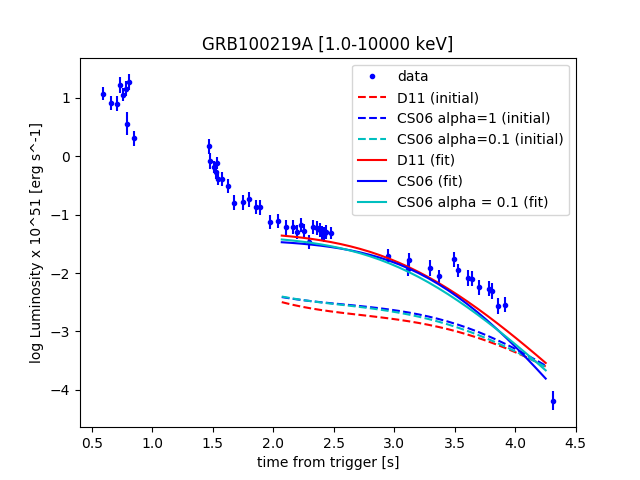 GRB100219A [1.0-10000 keV]
data
D11 (initial)
CS06 alpha=1 (initial)
CS06 alpha=0.1 (initial)
D11 (fit)
CS06 (fit)
CS06 alpha = 0.1 (fit)
log Luminosity x 10^51 [erg s^-1]
1
0
−1
−2
−3
−4
0.5 1.0 1.5 2.0 2.5 3.0 3.5 4.0 4.5
time from trigger [s]